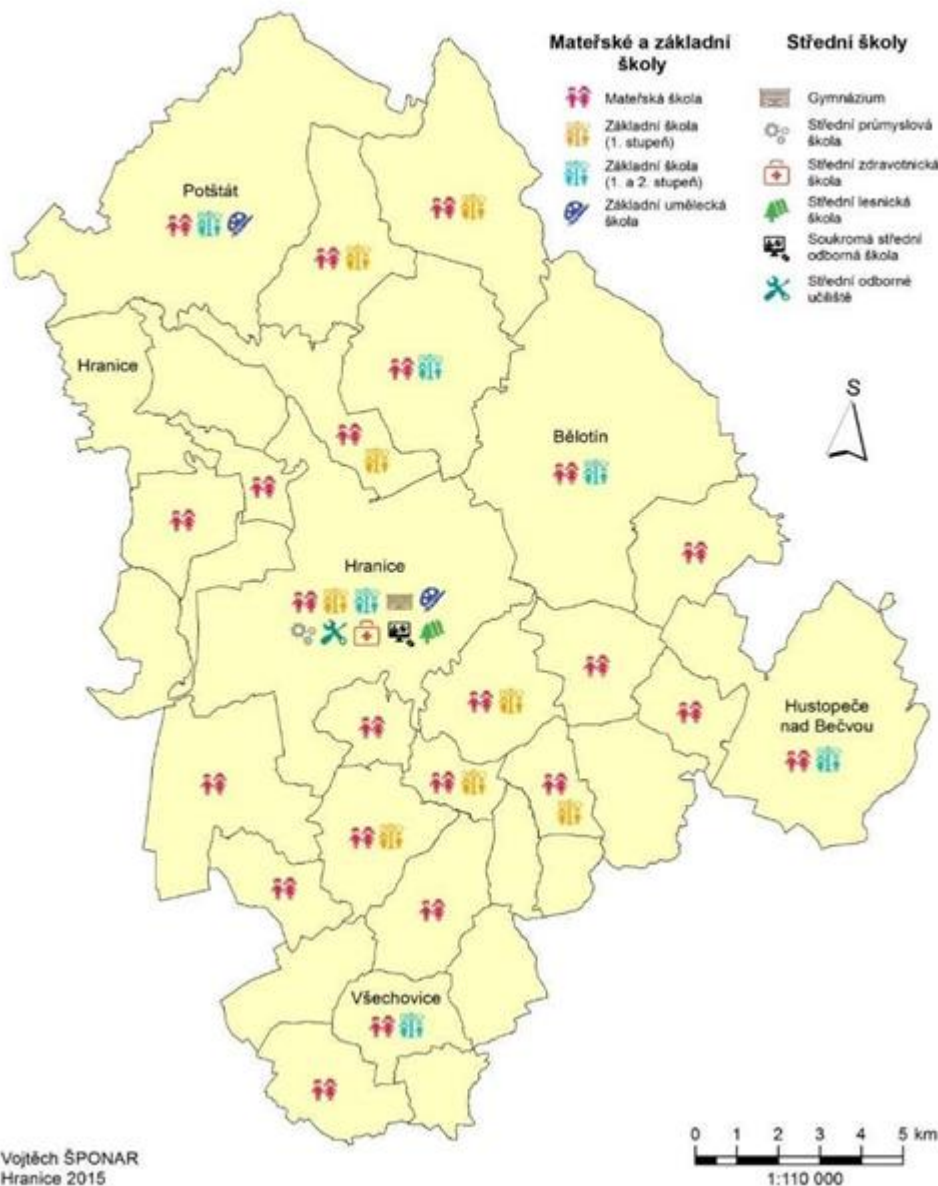 Mateřské a základní
školy
Mateřská škola
Základní škola
(1. stupeň)
Základní škola
(1. a 2. stupeň)
Základní umělecká
škola
Střední školy
Gymnázium
Střední průmyslová
škola
Střední zdravotnická
škola
Střední lesnická
škola
Soukromá střední
odborná škola
Střední odborné
učiliště
Potštát
Hranice
S
Bělotín
Hranice
Hustopeče
nad Bečvou
Všechovice
Vojtěch ŠPONAR
Hranice 2015
0 1 2 3 4 5 km
1:110 000